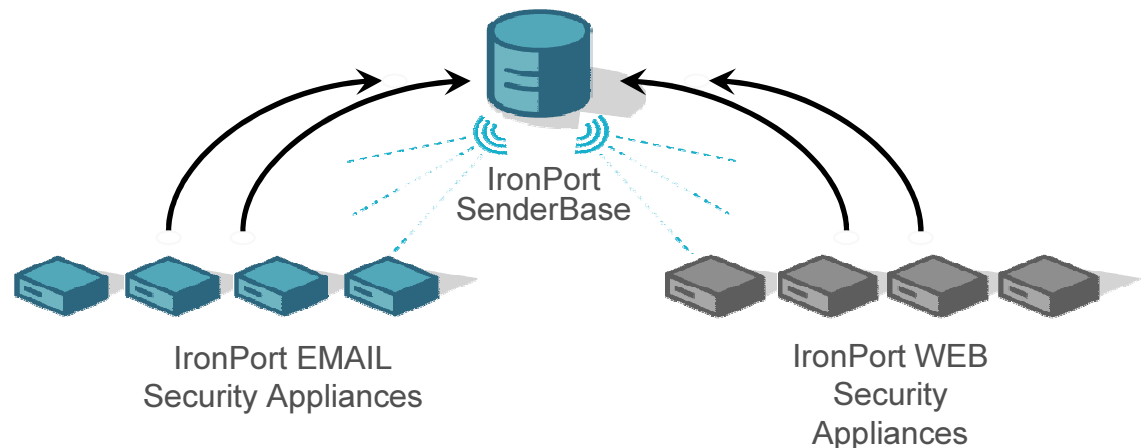 IronPort
SenderBase
IronPort EMAIL
Security Appliances
IronPort WEB
Security
Appliances